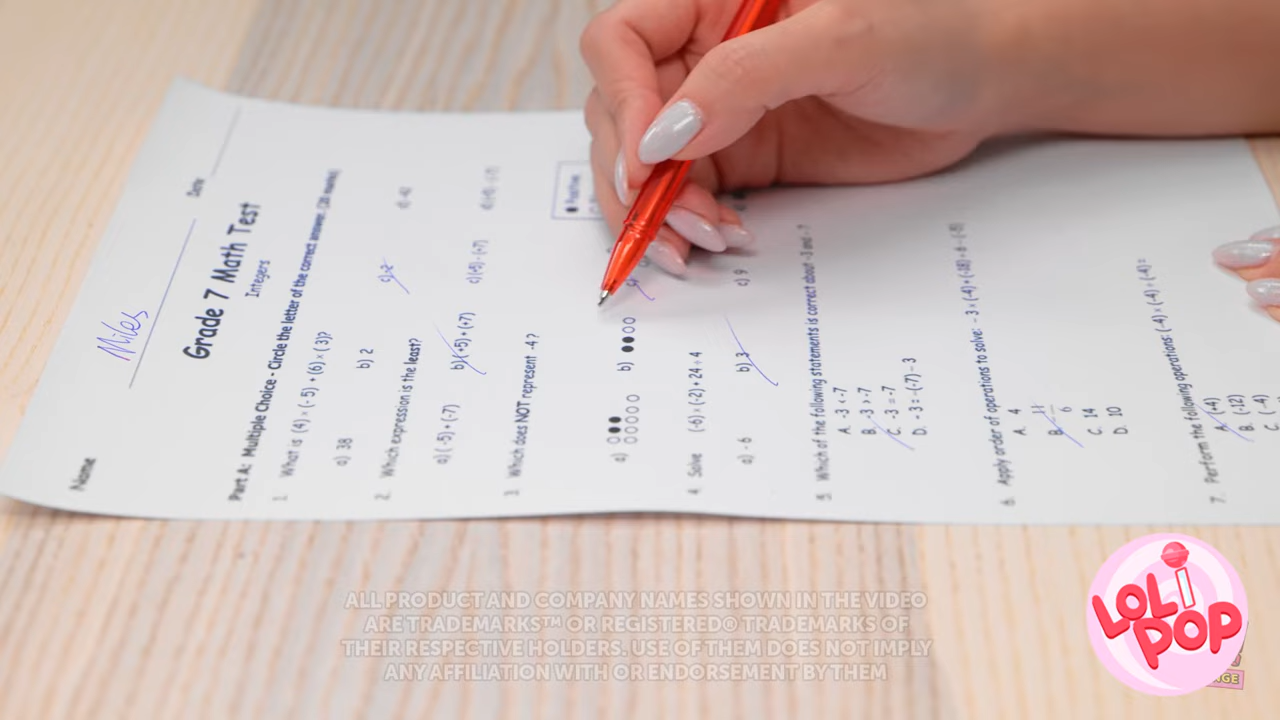 Name Miles Date
Grade 7 Math Test
Integers
Part A: Multiple Choice - Circle the letter of the correct answer. (20 marks)
1. What is (4) × (-5) + (6) × (3)?
a) 38 b) 2 c) -2 d) -42
2. Which expression is the least?
a) (-5) + (-7) b) (+5) + (+7) c) (+5) - (+7)
3. Which does NOT represent -4?
a) b) c)
Positive
4. Solve (-6) × (-2) + 24 ÷ 4
a) -6 b) 3 c) 9
5. Which of the following statements is correct about -3 and -7
A. -3 < -7
B. -3 > -7
C. -3 = -7
D. -3 = -(-7) - 3
6. Apply order of operations to solve: -3 × (-4) + (-18) ÷ 6 - (-5)
A. 4
B.
C. 14
D. 10
7. Perform the following operations: (-4) × (-4) ÷ (-4) =
A. (+4)
B. (-12)
C. (-4)
LOLIPOP
ALL PRODUCT AND COMPANY NAMES SHOWN IN THE VIDEO
ARE TRADEMARKS™ OR REGISTERED® TRADEMARKS OF
THEIR RESPECTIVE HOLDERS. USE OF THEM DOES NOT IMPLY
ANY AFFILIATION WITH OR ENDORSEMENT BY THEM